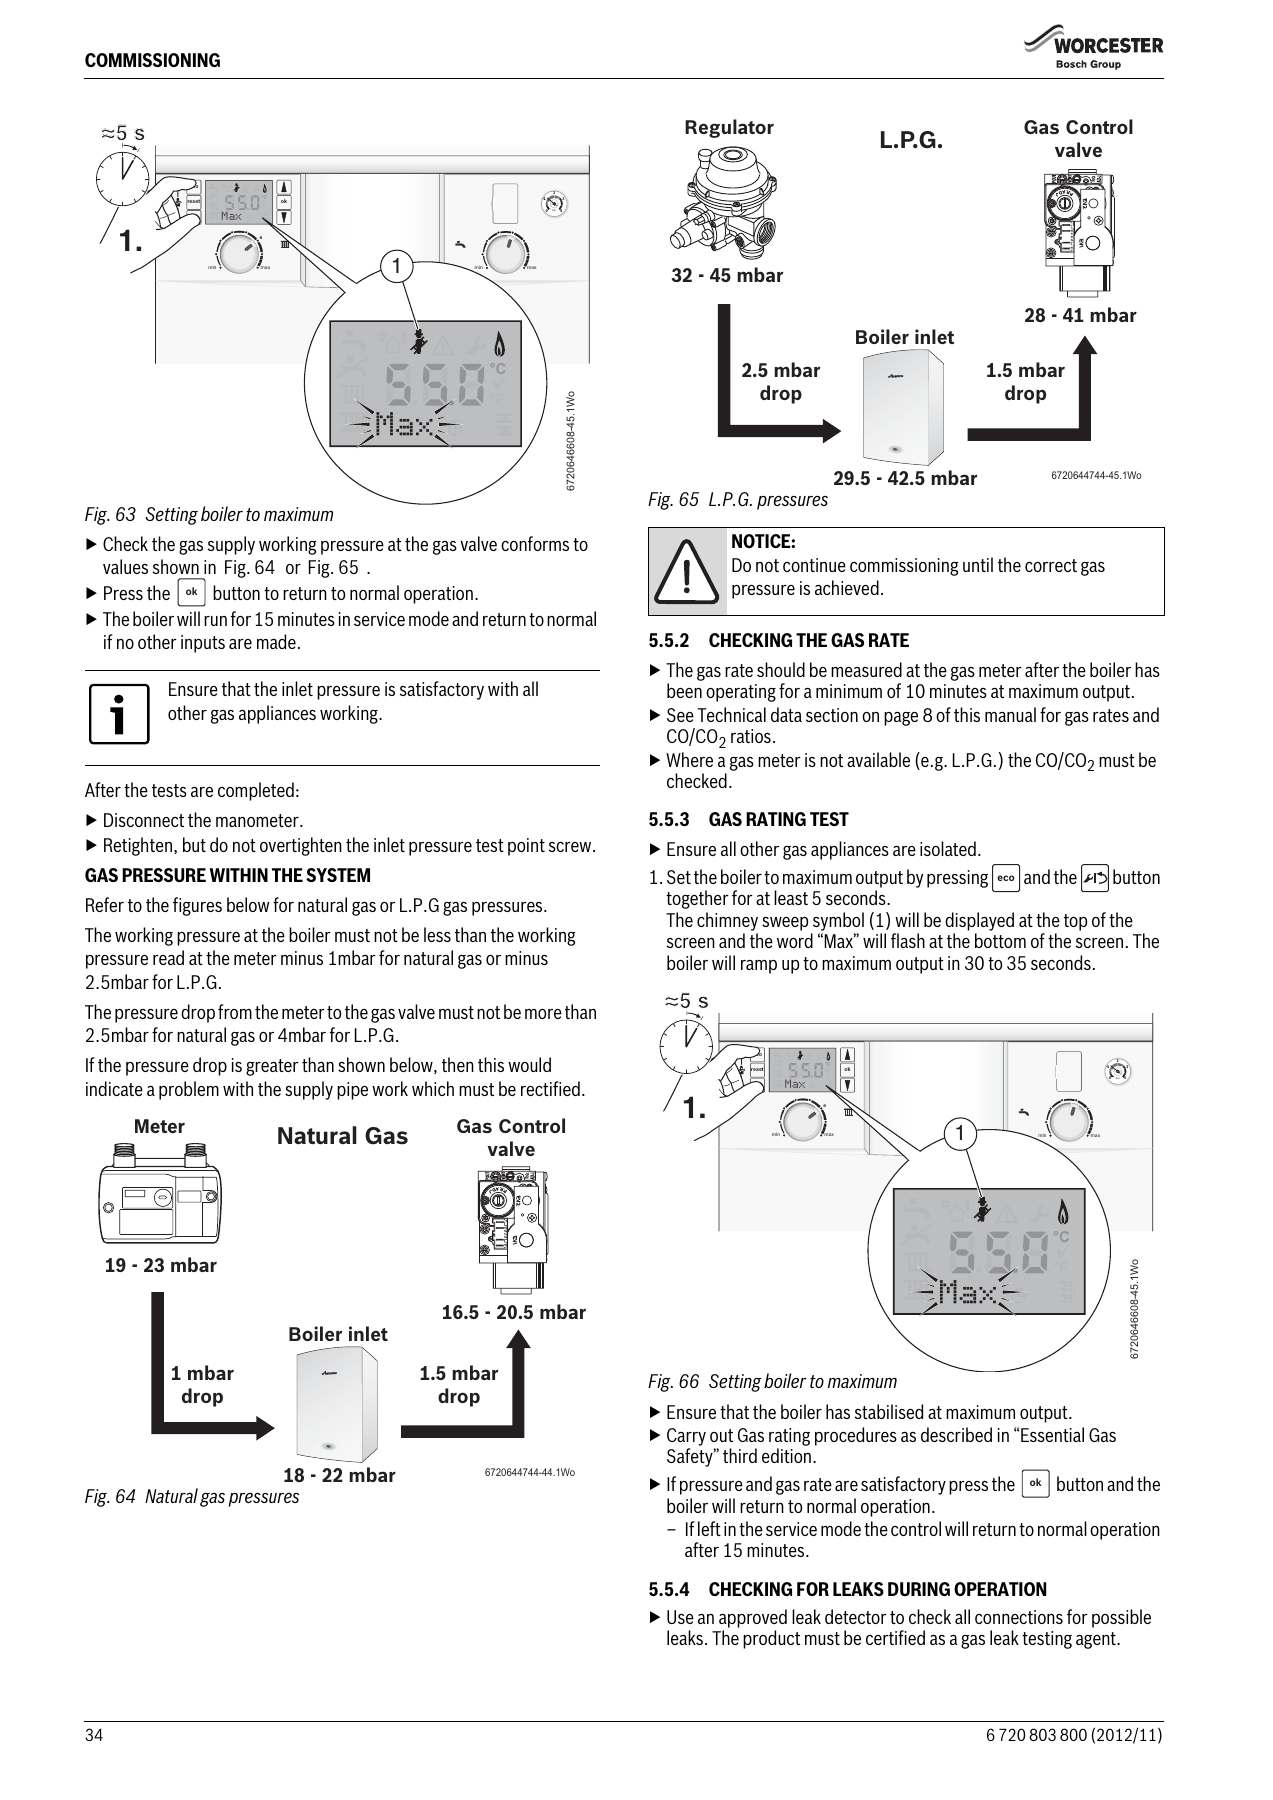 COMMISSIONING
WORCESTER
Bosch Group
≈5 s
reset
55.0°
Max
ok
1.
min
max
min
max
1
55.0 °C
Max
6720646608-45.1Wo
Fig. 63 Setting boiler to maximum
▶ Check the gas supply working pressure at the gas valve conforms to
values shown in Fig. 64 or Fig. 65 .
▶ Press the ok button to return to normal operation.
▶ The boiler will run for 15 minutes in service mode and return to normal
if no other inputs are made.
i
Ensure that the inlet pressure is satisfactory with all
other gas appliances working.
After the tests are completed:
▶ Disconnect the manometer.
▶ Retighten, but do not overtighten the inlet pressure test point screw.
GAS PRESSURE WITHIN THE SYSTEM
Refer to the figures below for natural gas or L.P.G gas pressures.
The working pressure at the boiler must not be less than the working
pressure read at the meter minus 1mbar for natural gas or minus
2.5mbar for L.P.G.
The pressure drop from the meter to the gas valve must not be more than
2.5mbar for natural gas or 4mbar for L.P.G.
If the pressure drop is greater than shown below, then this would
indicate a problem with the supply pipe work which must be rectified.
Meter
Natural Gas
Gas Control
valve
19 - 23 mbar
16.5 - 20.5 mbar
Boiler inlet
1 mbar
drop
1.5 mbar
drop
18 - 22 mbar
6720644744-44.1Wo
Fig. 64 Natural gas pressures
Regulator
L.P.G.
Gas Control
valve
32 - 45 mbar
28 - 41 mbar
Boiler inlet
2.5 mbar
drop
1.5 mbar
drop
29.5 - 42.5 mbar
6720644744-45.1Wo
Fig. 65 L.P.G. pressures
NOTICE:
Do not continue commissioning until the correct gas
pressure is achieved.
5.5.2 CHECKING THE GAS RATE
▶ The gas rate should be measured at the gas meter after the boiler has
been operating for a minimum of 10 minutes at maximum output.
▶ See Technical data section on page 8 of this manual for gas rates and
CO/CO2 ratios.
▶ Where a gas meter is not available (e.g. L.P.G.) the CO/CO2 must be
checked.
5.5.3 GAS RATING TEST
▶ Ensure all other gas appliances are isolated.
1. Set the boiler to maximum output by pressing eco and the button
together for at least 5 seconds.
The chimney sweep symbol (1) will be displayed at the top of the
screen and the word “Max” will flash at the bottom of the screen. The
boiler will ramp up to maximum output in 30 to 35 seconds.
≈5 s
reset
55.0°
Max
ok
1.
min
max
min
max
1
55.0 °C
Max
6720646608-45.1Wo
Fig. 66 Setting boiler to maximum
▶ Ensure that the boiler has stabilised at maximum output.
▶ Carry out Gas rating procedures as described in “Essential Gas
Safety” third edition.
▶ If pressure and gas rate are satisfactory press the ok button and the
boiler will return to normal operation.
– If left in the service mode the control will return to normal operation
after 15 minutes.
5.5.4 CHECKING FOR LEAKS DURING OPERATION
▶ Use an approved leak detector to check all connections for possible
leaks. The product must be certified as a gas leak testing agent.
34
6 720 803 800 (2012/11)